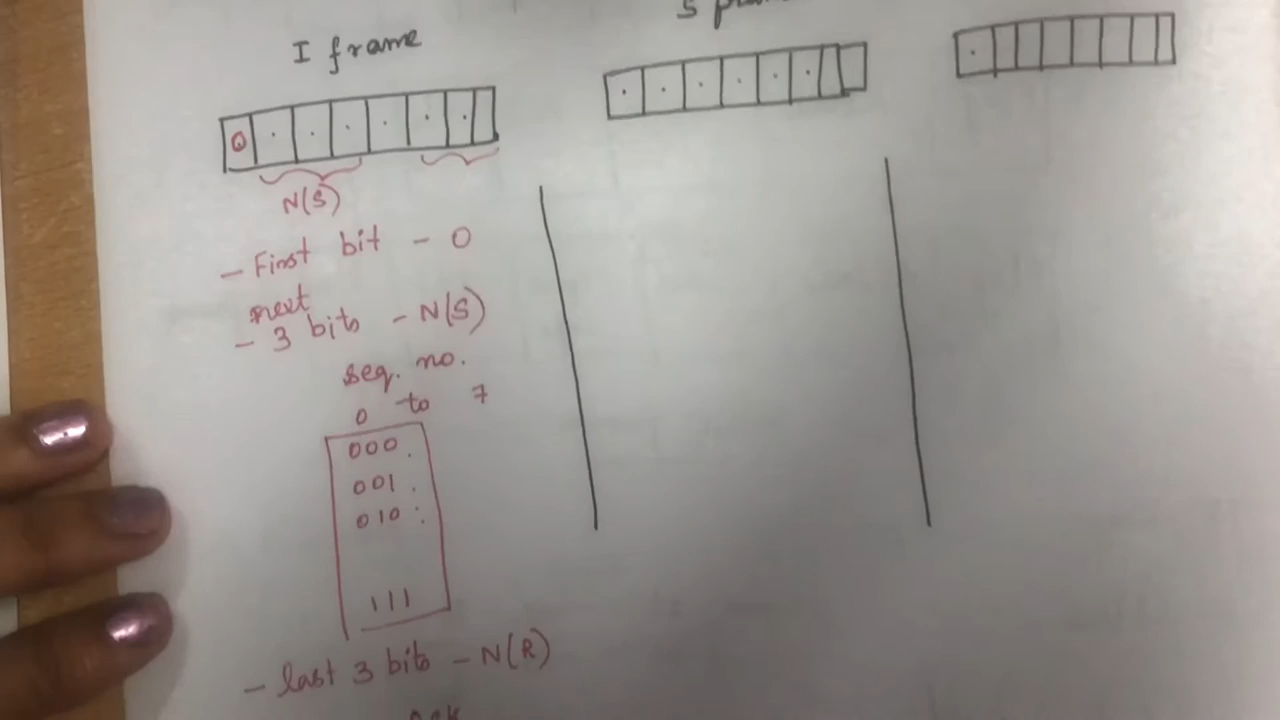 I frame
S
0
N(S)
- First bit - 0
next
- 3 bits - N(S)
seq. no.
0 to 7
000
001
010
111
- last 3 bits - N(R)